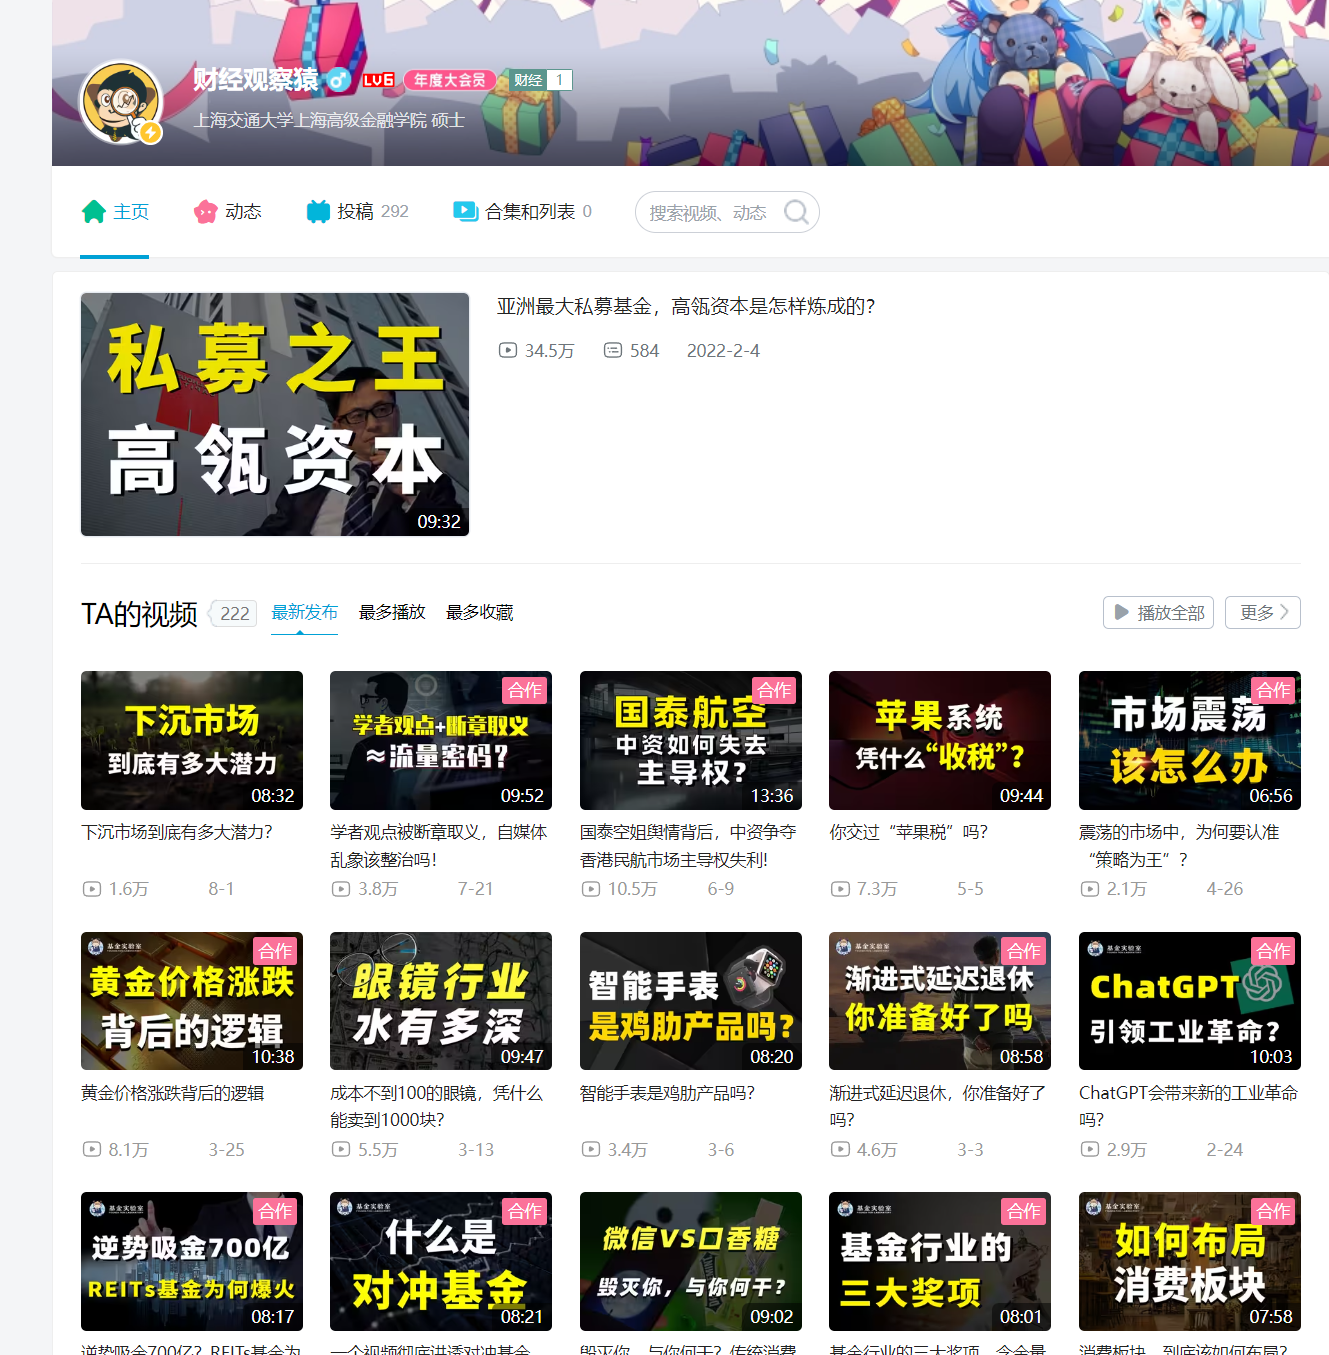 财经观察猿 LV6 年度大会员 财经 1
上海交通大学上海高级金融学院 硕士
主页 动态 投稿 292 合集和列表 0 搜索视频、动态
私募之王
高瓴资本
09:32
亚洲最大私募基金，高瓴资本是怎样炼成的？
34.5万 584 2022-2-4
TA的视频 222 最新发布 最多播放 最多收藏 播放全部 更多
下沉市场
到底有多大潜力
08:32
合作
学者观点+断章取义
≈流量密码？
09:52
合作
国泰航空
中资如何失去
主导权？
13:36
苹果系统
凭什么“收税”？
09:44
合作
市场震荡
该怎么办
06:56
下沉市场到底有多大潜力？
1.6万 8-1
学者观点被断章取义，自媒体
乱象该整治吗！
3.8万 7-21
国泰空姐舆情背后，中资争夺
香港民航市场主导权失利!
10.5万 6-9
你交过“苹果税”吗？
7.3万 5-5
震荡的市场中，为何要认准
“策略为王”？
2.1万 4-26
基金实验室
合作
黄金价格涨跌
背后的逻辑
10:38
眼镜行业
水有多深
09:47
智能手表
是鸡肋产品吗？
08:20
基金实验室
合作
渐进式延迟退休
你准备好了吗
08:58
基金实验室
合作
ChatGPT
引领工业革命？
10:03
黄金价格涨跌背后的逻辑
8.1万 3-25
成本不到100的眼镜，凭什么
能卖到1000块？
5.5万 3-13
智能手表是鸡肋产品吗？
3.4万 3-6
渐进式延迟退休，你准备好了
吗？
4.6万 3-3
ChatGPT会带来新的工业革命
吗？
2.9万 2-24
基金实验室
合作
逆势吸金700亿
REITs基金为何爆火
08:17
基金实验室
合作
什么是
对冲基金
08:21
微信VS口香糖
毁灭你，与你何干？
09:02
基金实验室
合作
基金行业的
三大奖项
08:01
基金实验室
合作
如何布局
消费板块
07:58
逆势吸金700亿？REITs基金为
一个视频彻底讲透对冲基金
毁灭你，与你何干？传统消费
基金行业的三大奖项，含金量
消费板块，到底该如何布局？